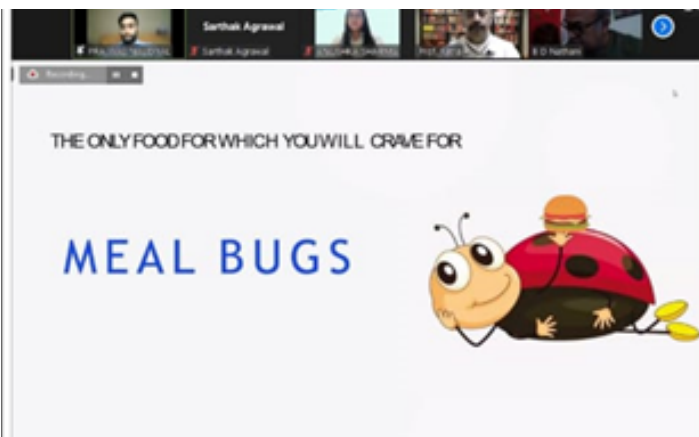 Sarthak Agrawal
Sarthak Agrawal
Recording...
THE ONLY FOOD FOR WHICH YOU WILL CRAVE FOR
MEAL BUGS